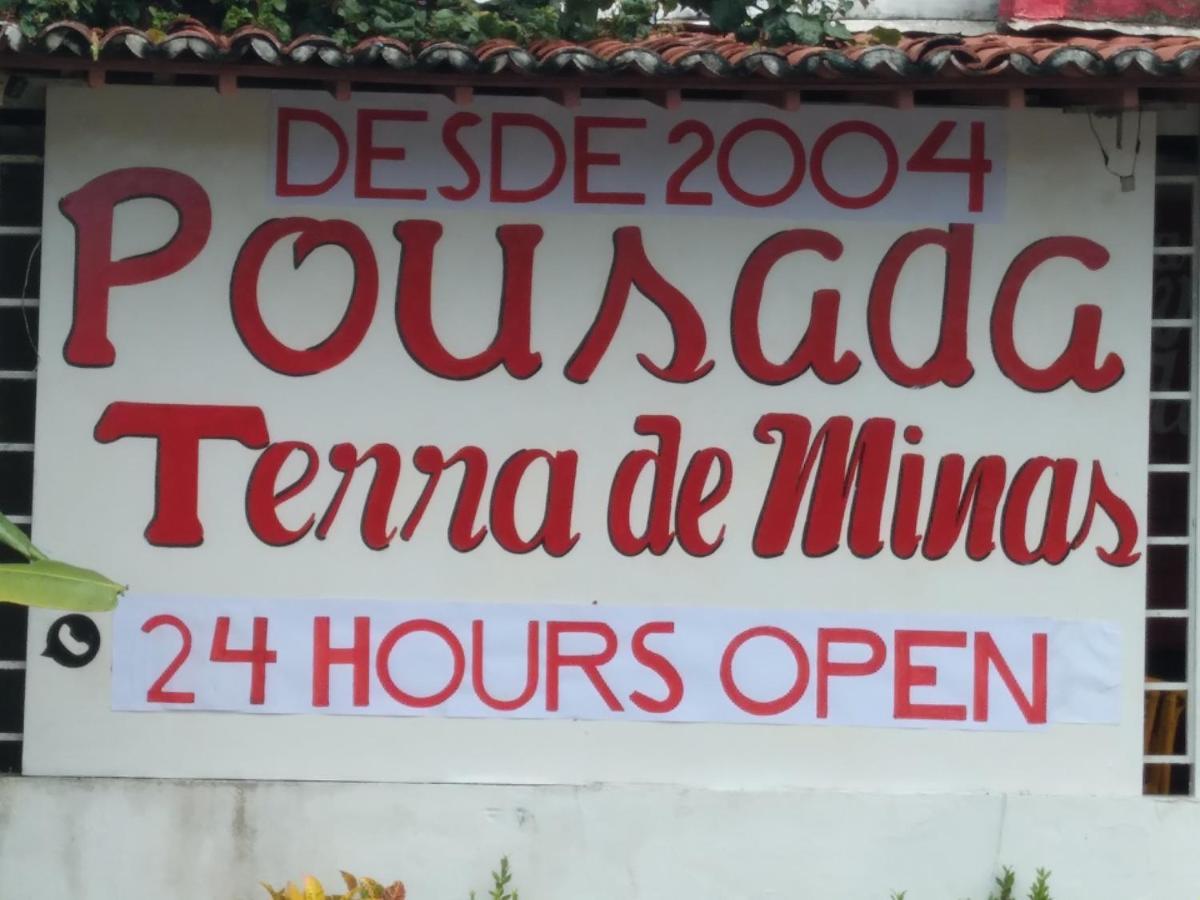 DESDE 2004
Pousada
Terra de Minas
24 HOURS OPEN